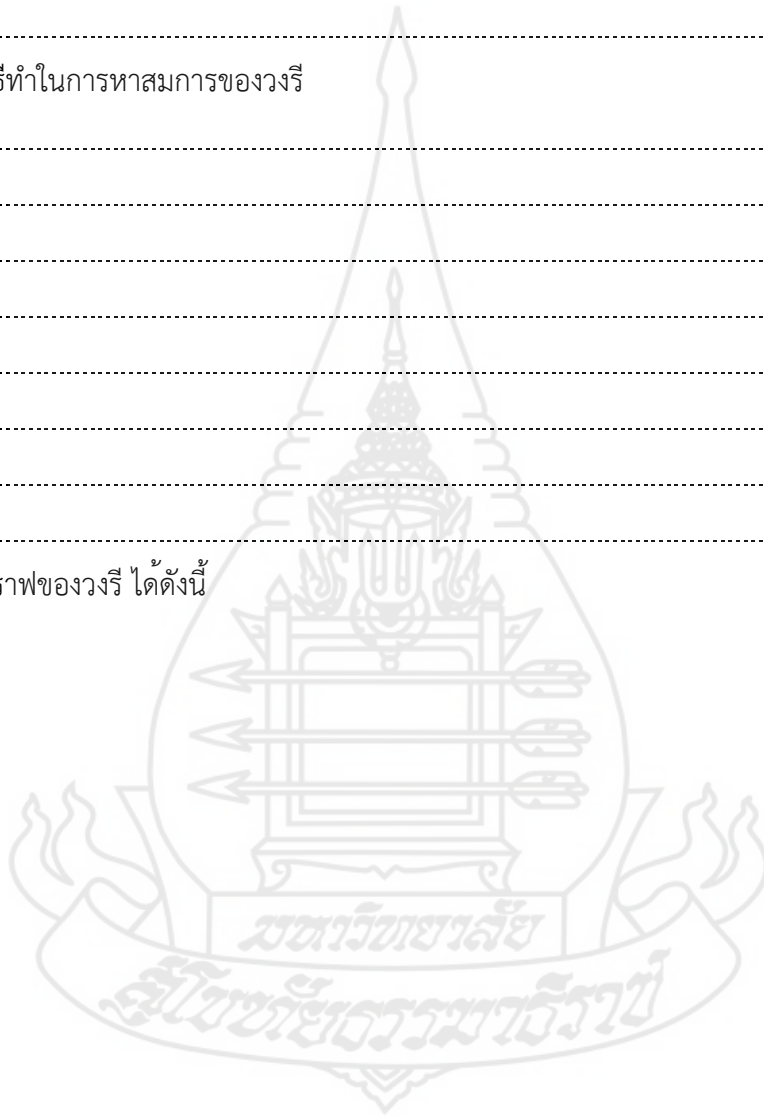 ธีทำในการหาสมการของวงรี
ราฟของวงรี ได้ดังนี้
มหาวิทยาลัย
สุโขทัยธรรมาธิราช